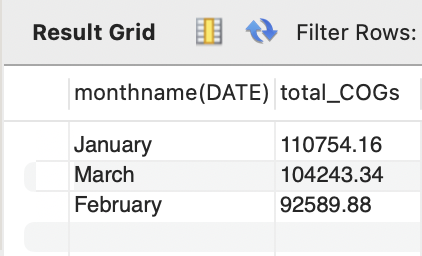 Result Grid Filter Rows:
monthname(DATE) total_COGs
January 110754.16
March 104243.34
February 92589.88